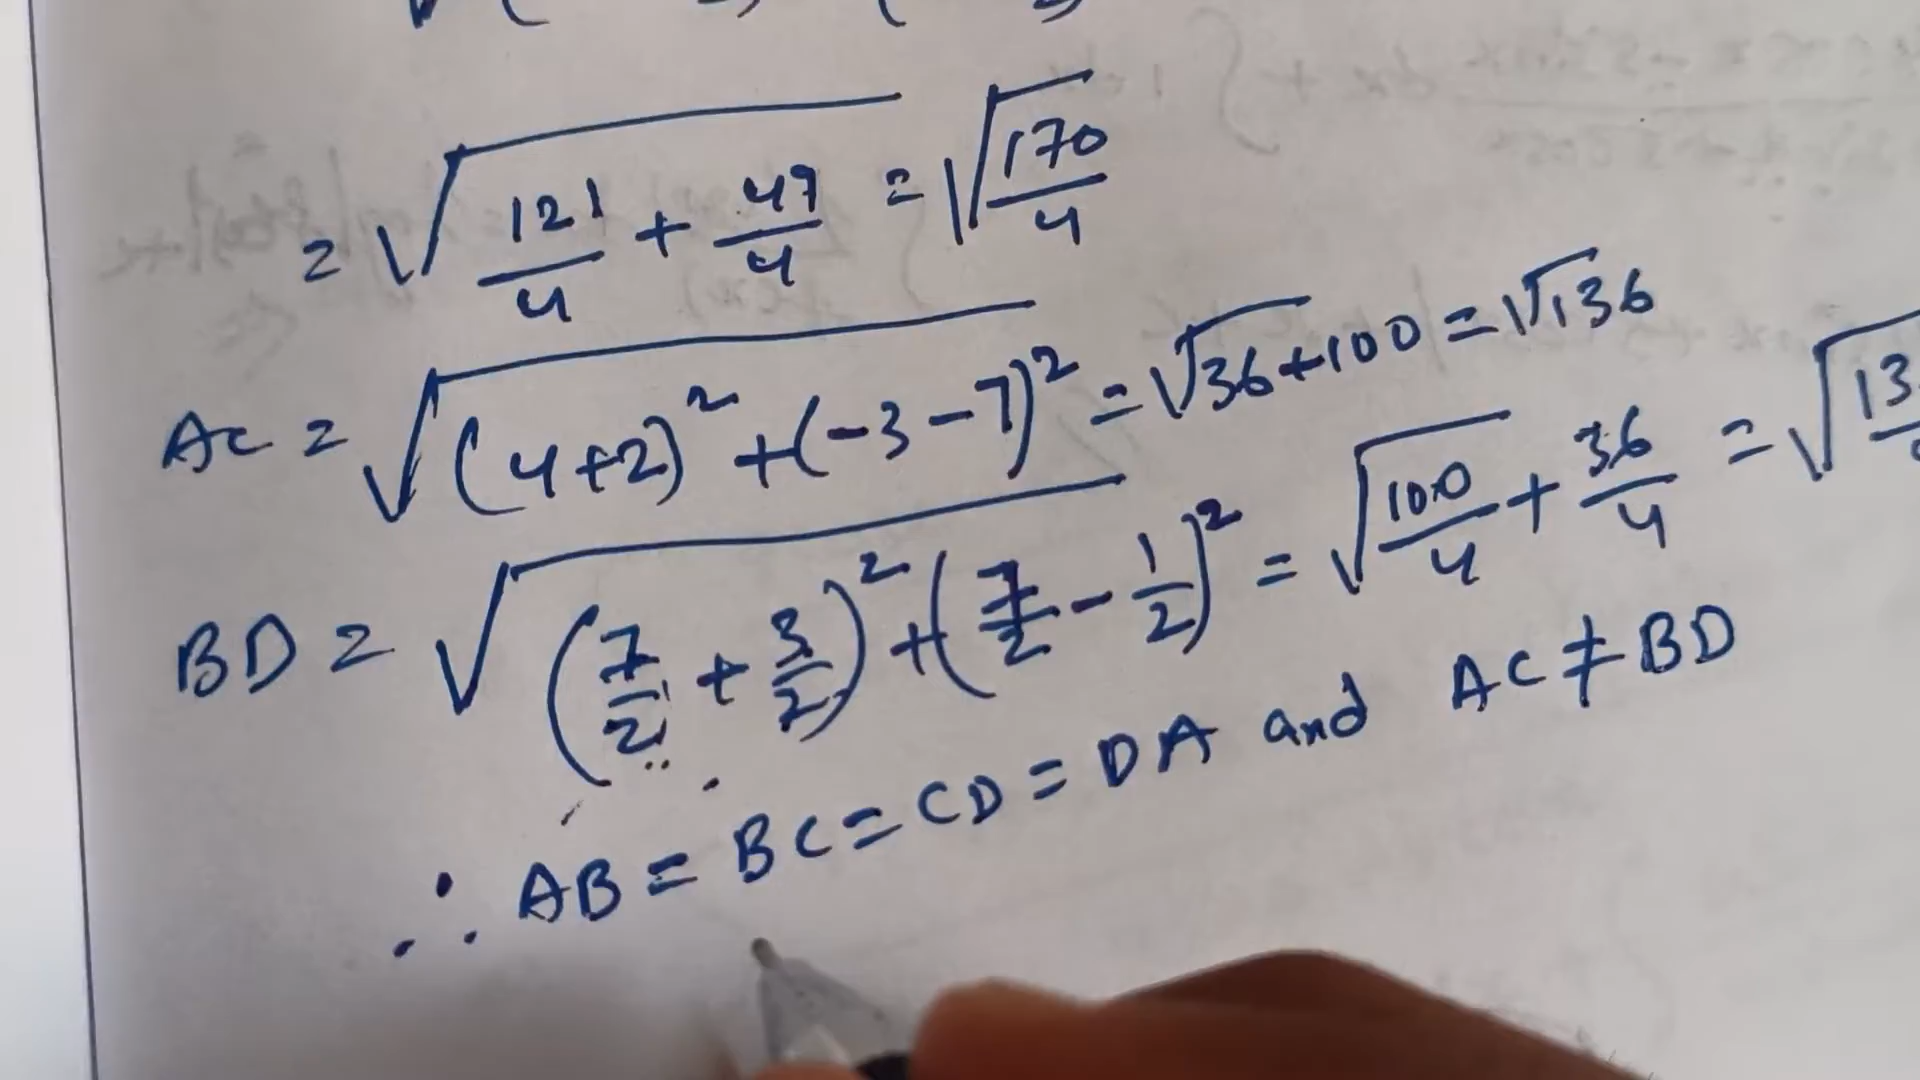 = √(121/4 + 49/4) = √(170/4)
AC = √((4+2)² + (-3-7)²) = √(36+100) = √136
BD = √((7/2 + 3/2)² + (7/2 - 1/2)²) = √(100/4 + 36/4) = √13
∴ AB = BC = CD = DA and AC ≠ BD